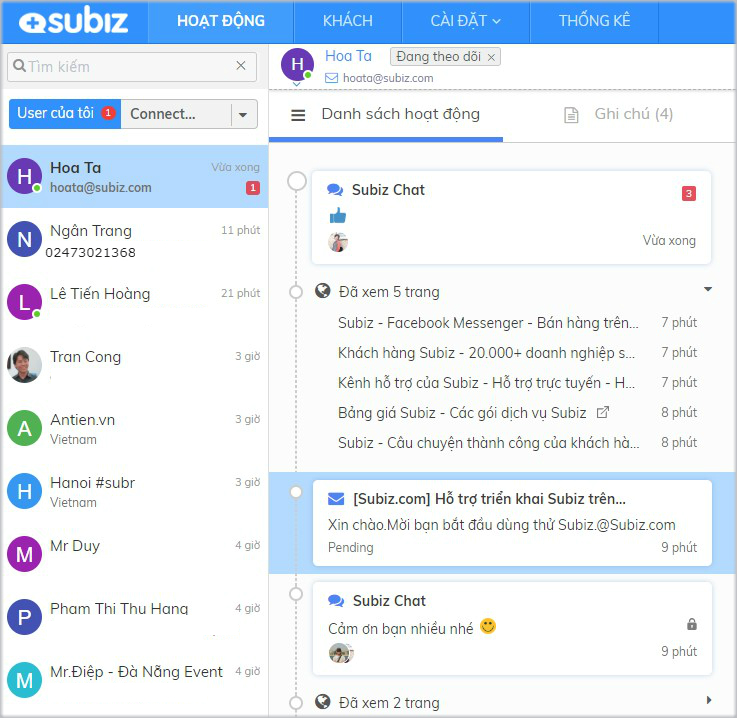 subiz
HOẠT ĐỘNG
KHÁCH
CÀI ĐẶT
THỐNG KÊ
Tìm kiếm
User của tôi 1
Connect...
Hoa Ta
Vừa xong
hoata@subiz.com
1
Ngân Trang
11 phút
02473021368
Lê Tiến Hoàng
21 phút
Tran Cong
3 giờ
Antien.vn
3 giờ
Vietnam
Hanoi #subr
3 giờ
Vietnam
Mr Duy
4 giờ
Pham Thi Thu Hang
4 giờ
Mr.Điệp - Đà Nẵng Event
4 giờ
H
N
L
A
H
M
P
M
H
Hoa Ta
Đang theo dõi
hoata@subiz.com
Danh sách hoạt động
Ghi chú (4)
Subiz Chat
3
Vừa xong
Đã xem 5 trang
Subiz - Facebook Messenger - Bán hàng trên...
7 phút
Khách hàng Subiz - 20.000+ doanh nghiệp s...
7 phút
Kênh hỗ trợ của Subiz - Hỗ trợ trực tuyến - H...
7 phút
Bảng giá Subiz - Các gói dịch vụ Subiz
8 phút
Subiz - Câu chuyện thành công của khách hà...
8 phút
[Subiz.com] Hỗ trợ triển khai Subiz trên...
Xin chào.Mời bạn bắt đầu dùng thử Subiz.@Subiz.com
Pending
9 phút
Subiz Chat
Cảm ơn bạn nhiều nhé
9 phút
Đã xem 2 trang